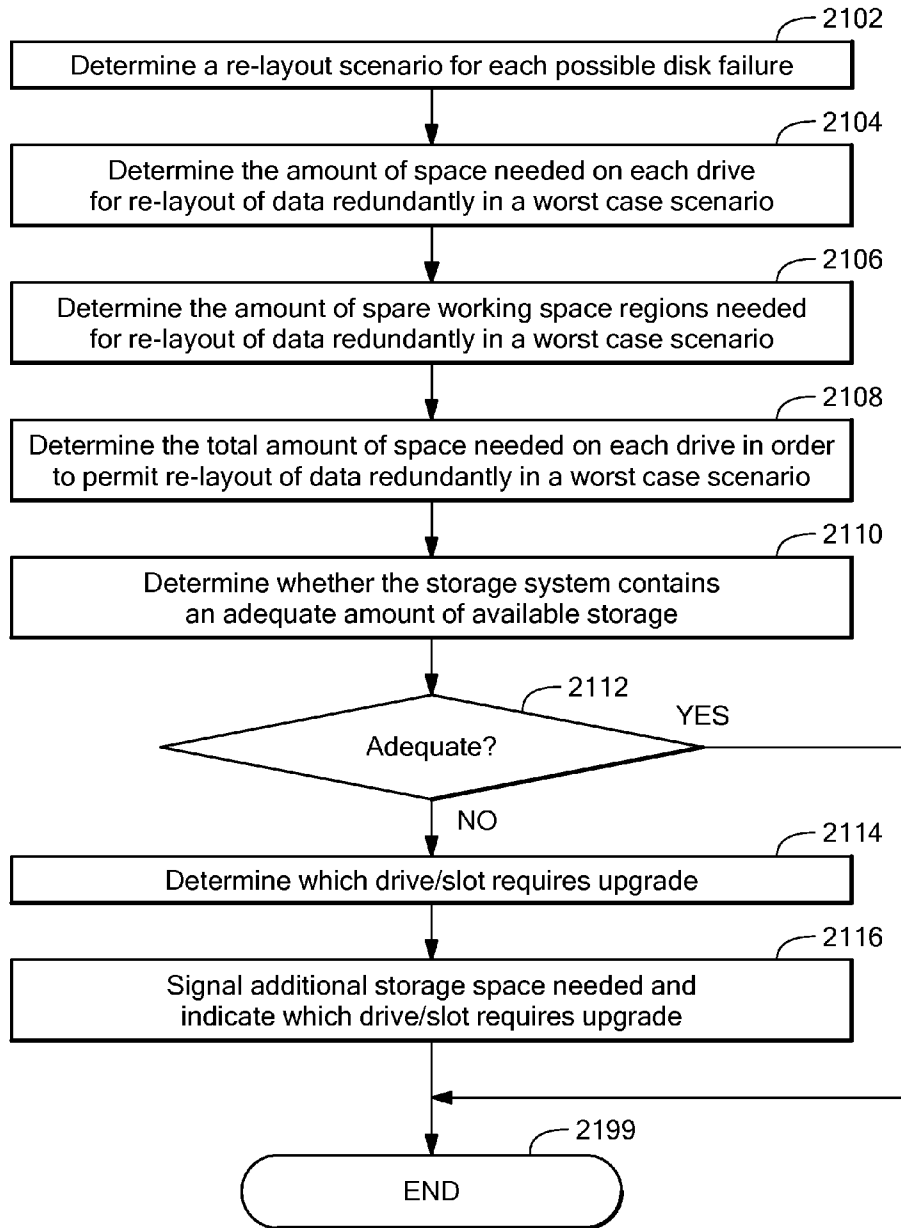 2102
Determine a re-layout scenario for each possible disk failure
2104
Determine the amount of space needed on each drive
for re-layout of data redundantly in a worst case scenario
2106
Determine the amount of spare working space regions needed
for re-layout of data redundantly in a worst case scenario
2108
Determine the total amount of space needed on each drive in order
to permit re-layout of data redundantly in a worst case scenario
2110
Determine whether the storage system contains
an adequate amount of available storage
2112
YES
Adequate?
NO
2114
Determine which drive/slot requires upgrade
2116
Signal additional storage space needed and
indicate which drive/slot requires upgrade
2199
END